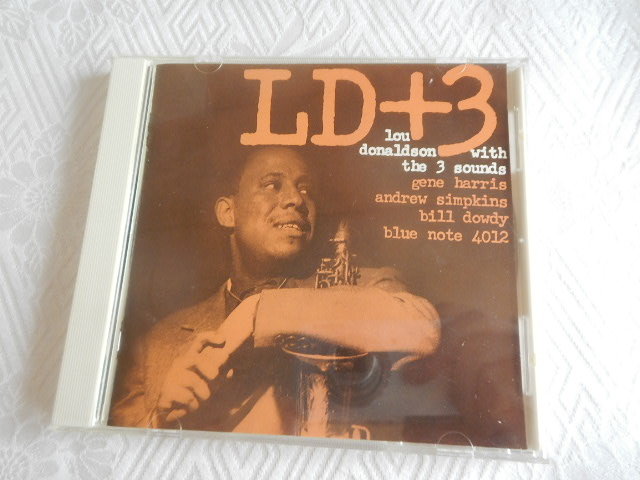 LD+3
lou
donaldson with
the 3 sounds
gene harris
andrew simpkins
bill dowdy
blue note 4012